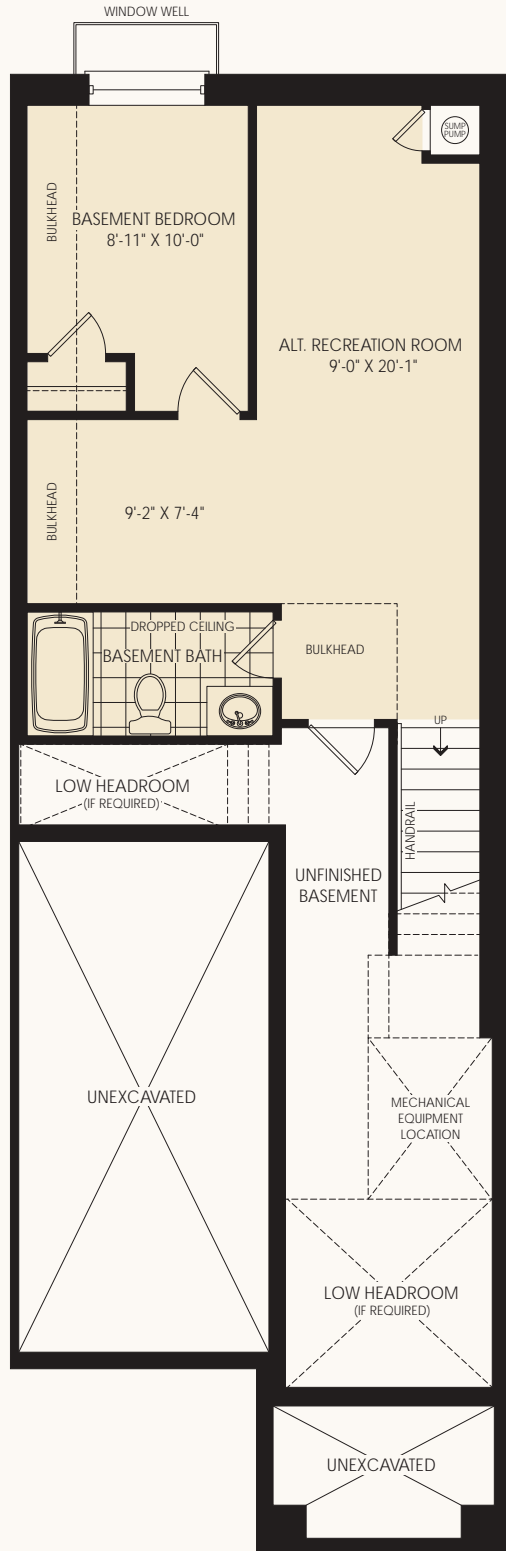 WINDOW WELL
SUMP
PUMP
BULKHEAD
BASEMENT BEDROOM
8'-11" X 10'-0"
ALT. RECREATION ROOM
9'-0" X 20'-1"
BULKHEAD
9'-2" X 7'-4"
DROPPED CEILING
BASEMENT BATH
BULKHEAD
UP
LOW HEADROOM
(IF REQUIRED)
HANDRAIL
UNFINISHED
BASEMENT
UNEXCAVATED
MECHANICAL
EQUIPMENT
LOCATION
LOW HEADROOM
(IF REQUIRED)
UNEXCAVATED